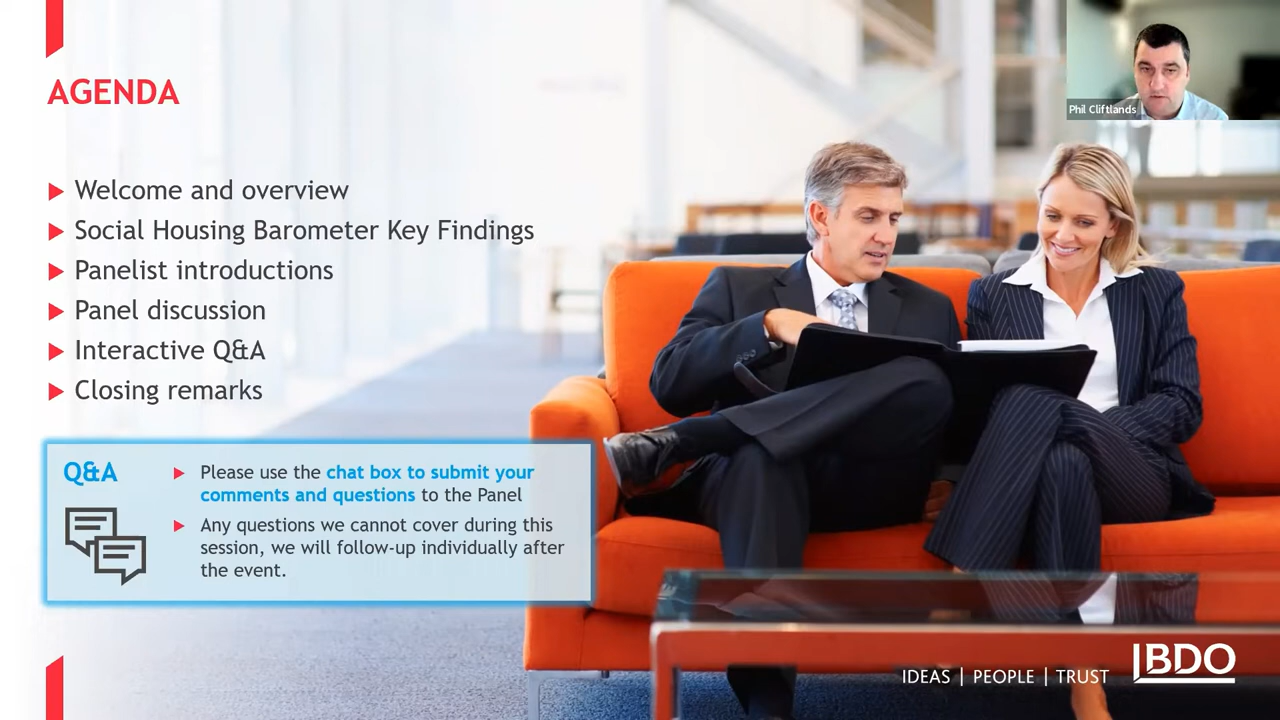 AGENDA
Phil Cliftlands
Welcome and overview
Social Housing Barometer Key Findings
Panelist introductions
Panel discussion
Interactive Q&A
Closing remarks
Q&A
Please use the chat box to submit your
comments and questions to the Panel
Any questions we cannot cover during this
session, we will follow-up individually after
the event.
IDEAS | PEOPLE | TRUST
BDO